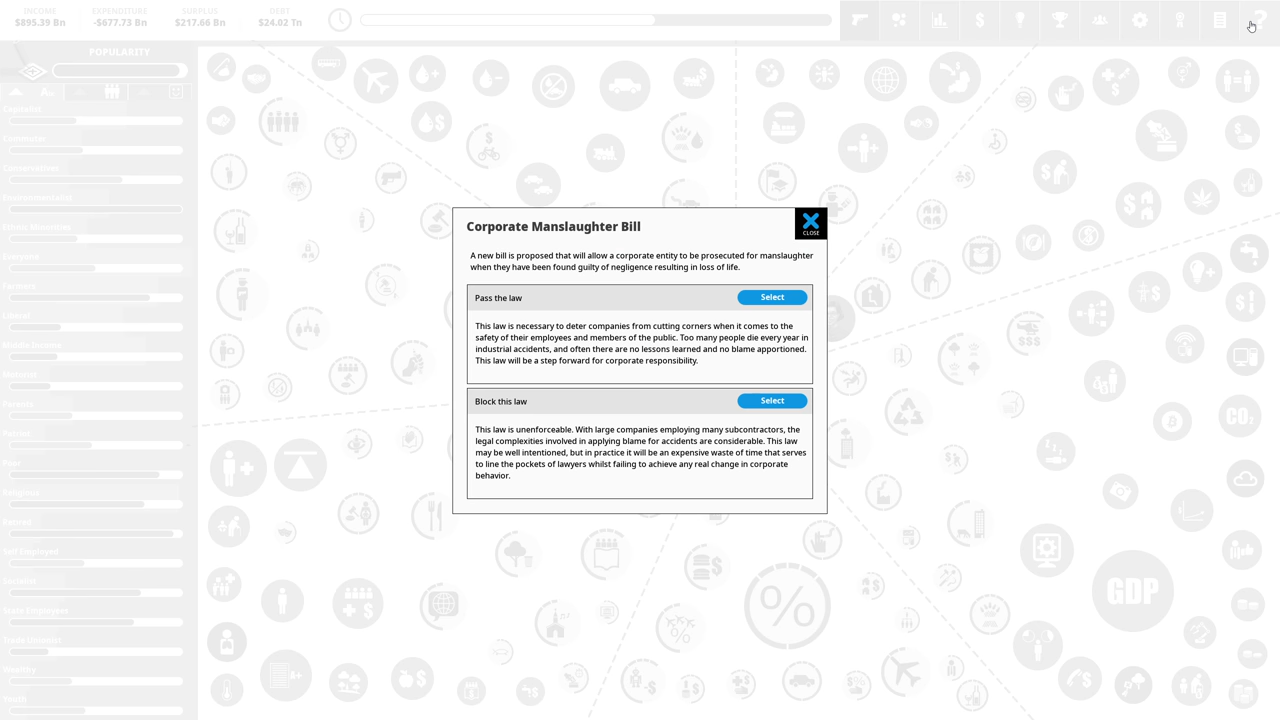 INCOME EXPENDITURE SURPLUS DEBT
$895.39 Bn -$677.73 Bn $217.66 Bn $24.02 Tn
POPULARITY
Capitalist
Commuter
Conservatives
Environmentalist
Ethnic Minorities
Everyone
Farmers
Liberal
Middle Income
Motorist
Parents
Patriot
Poor
Religious
Retired
Self Employed
Socialist
State Employees
Trade Unionist
Wealthy
Youth
Corporate Manslaughter Bill
CLOSE
A new bill is proposed that will allow a corporate entity to be prosecuted for manslaughter
when they have been found guilty of negligence resulting in loss of life.
Pass the law Select
This law is necessary to deter companies from cutting corners when it comes to the
safety of their employees and members of the public. Too many people die every year in
industrial accidents, and often there are no lessons learned and no blame apportioned.
This law will be a step forward for corporate responsibility.
Block this law Select
This law is unenforceable. With large companies employing many subcontractors, the
legal complexities involved in applying blame for accidents are considerable. This law
may be well intentioned, but in practice it will be an expensive waste of time that serves
to line the pockets of lawyers whilst failing to achieve any real change in corporate
behavior.
CO₂
GDP